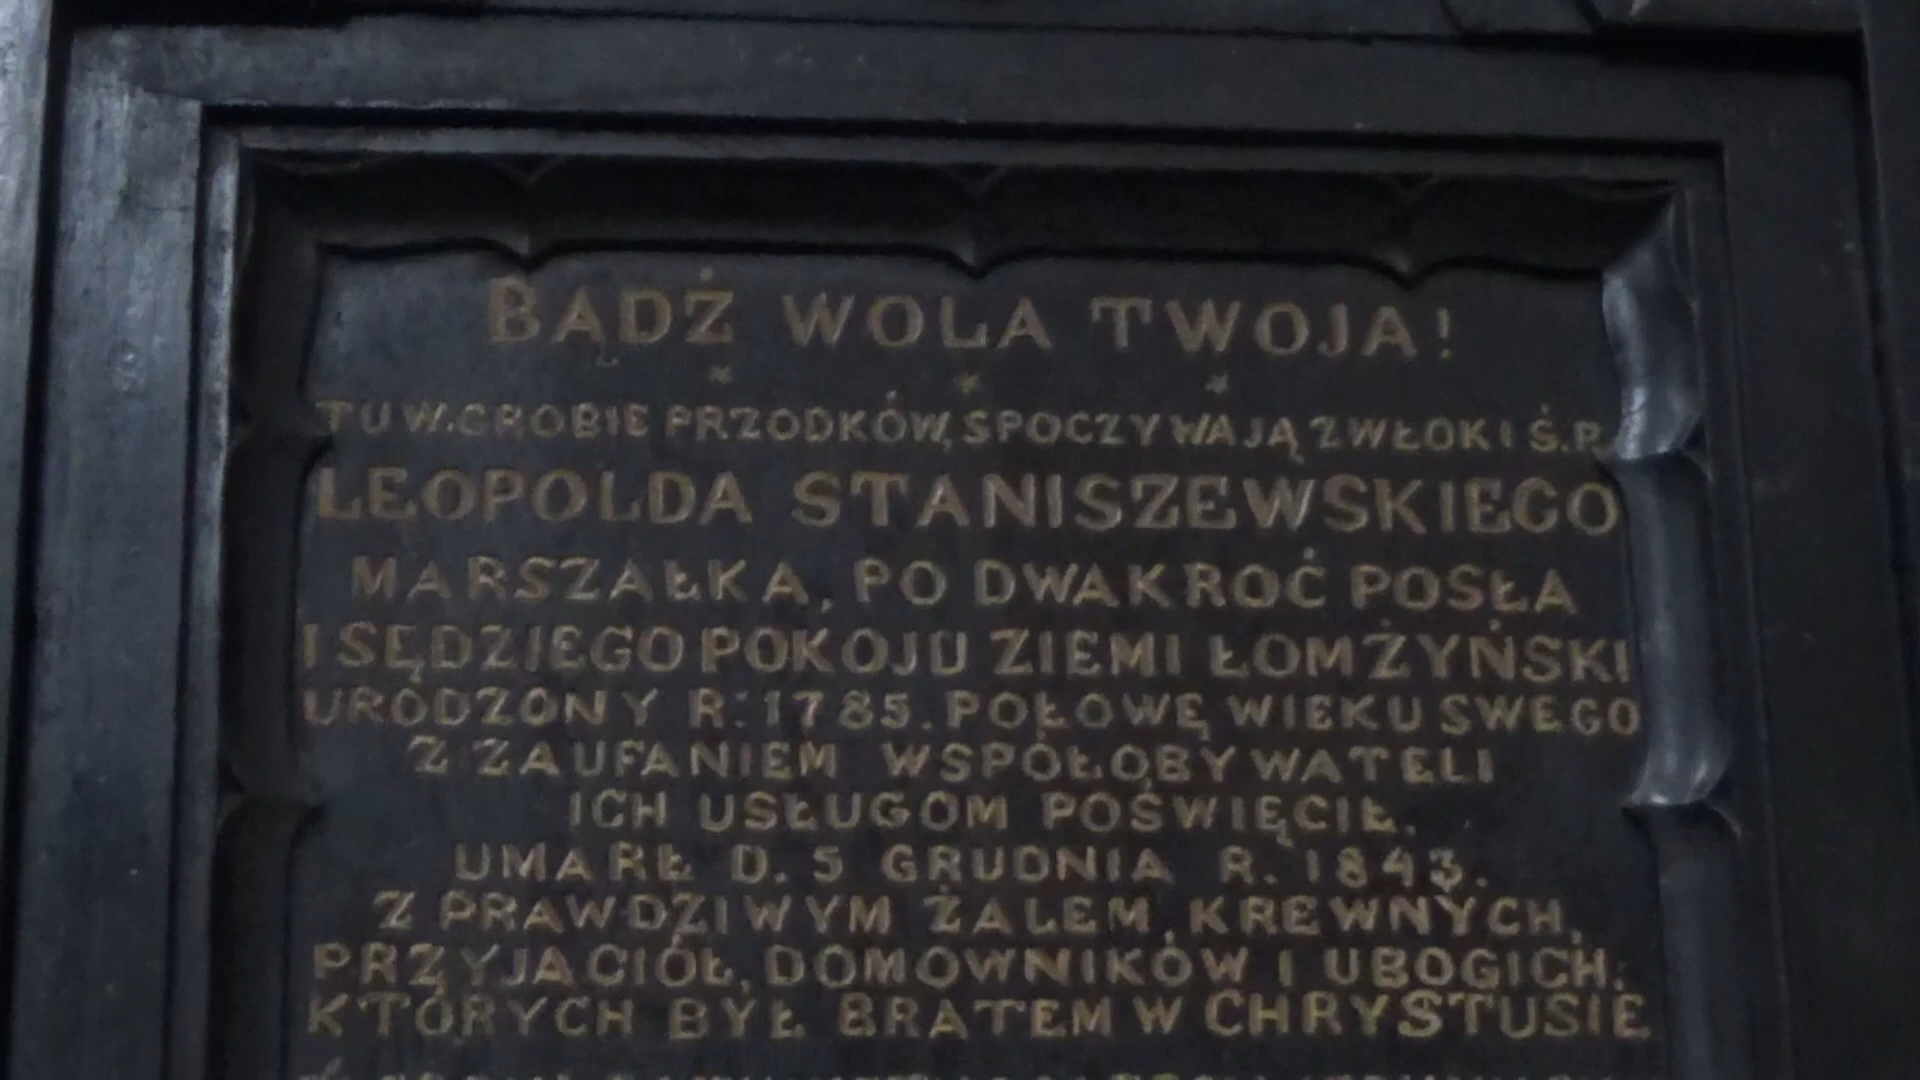 BĄDŹ WOLA TWOJA!
TU W.GROBIE PRZODKÓW, SPOCZYWAJĄ ZWŁOKI Ś.P.
LEOPOLDA STANISZEWSKIEGO
MARSZAŁKA, PO DWAKROĆ POSŁA
I SĘDZIEGO POKOJU ZIEMI ŁOMŻYŃSKI
URODZONY R: 1785. POŁOWĘ WIEKU SWEGO
Z ZAUFANIEM WSPÓŁOBYWATELI
ICH USŁUGOM POŚWIĘCIŁ.
UMARŁ D. 5 GRUDNIA R. 1843.
Z PRAWDZIWYM ŻALEM, KREWNYCH,
PRZYJACIÓŁ, DOMOWNIKÓW I UBOGICH;
KTÓRYCH BYŁ BRATEM W CHRYSTUSIE